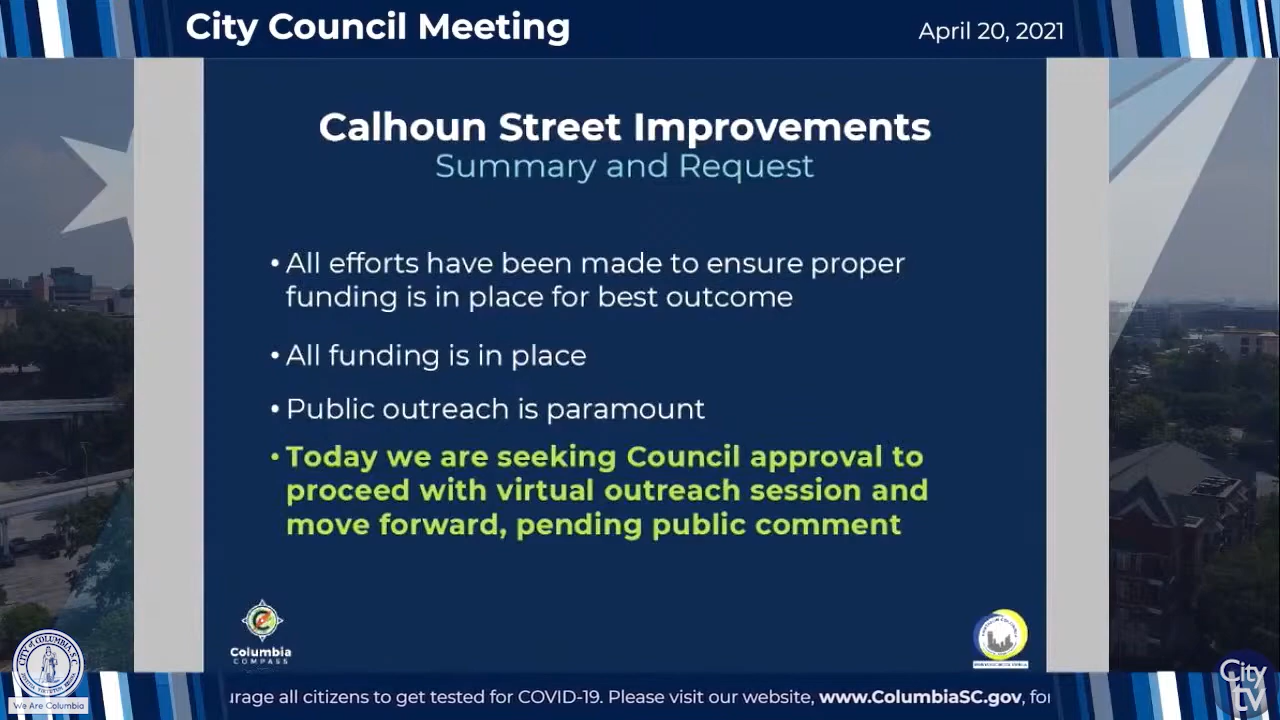 City Council Meeting
April 20, 2021
Calhoun Street Improvements
Summary and Request
• All efforts have been made to ensure proper
funding is in place for best outcome
• All funding is in place
• Public outreach is paramount
• Today we are seeking Council approval to
proceed with virtual outreach session and
move forward, pending public comment
Columbia
COMPASS
CITY of COLUMBIA, S.C.
We Are Columbia
urage all citizens to get tested for COVID-19. Please visit our website, www.ColumbiaSC.gov, for
City
tv